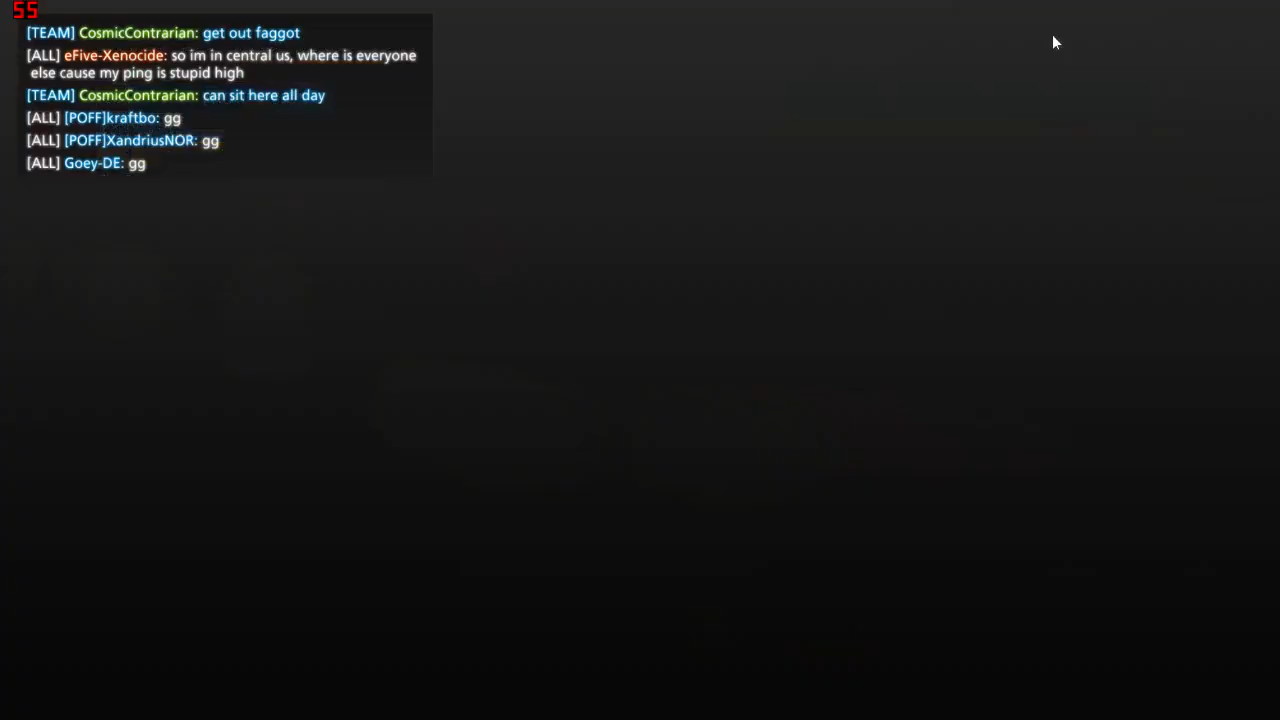 55
[TEAM] CosmicContrarian: get out faggot
[ALL] eFive-Xenocide: so im in central us, where is everyone
else cause my ping is stupid high
[TEAM] CosmicContrarian: can sit here all day
[ALL] [POFF]kraftbo: gg
[ALL] [POFF]XandriusNOR: gg
[ALL] Goey-DE: gg